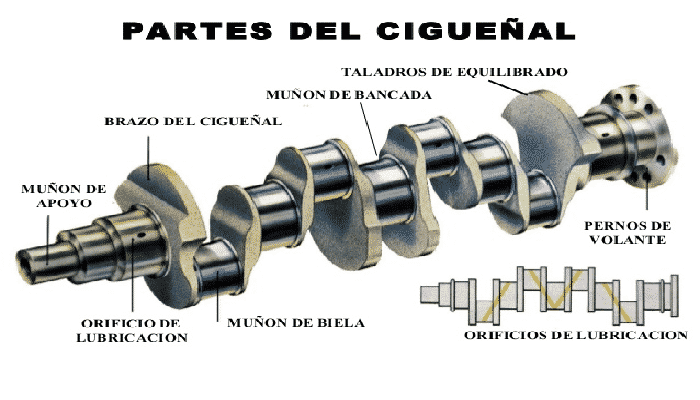 PARTES DEL CIGUEÑAL
TALADROS DE EQUILIBRADO
MUÑON DE BANCADA
BRAZO DEL CIGUEÑAL
MUÑON DE
APOYO
PERNOS DE
VOLANTE
ORIFICIO DE
LUBRICACION
MUÑON DE BIELA
ORIFICIOS DE LUBRICACION